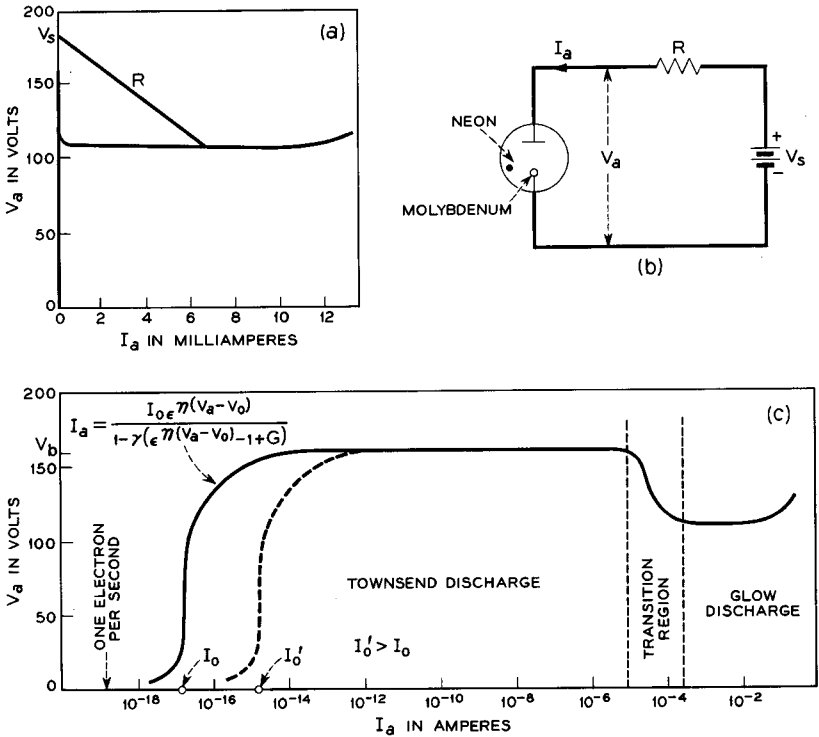 (a)
200
Vs
150
100
50
0
R
Va IN VOLTS
0 2 4 6 8 10 12
Ia IN MILLIAMPERES
Ia
R
NEON
MOLYBDENUM
Va
+
Vs
−
(b)
(c)
200
Vb
150
100
50
0
Va IN VOLTS
Ia = I0ϵ η(Va−V0) / 1−γ(ϵ η(Va−V0)−1+G)
ONE ELECTRON
PER SECOND
I0
I0′
TOWNSEND DISCHARGE
I0′ > I0
TRANSITION
REGION
GLOW
DISCHARGE
10−18 10−16 10−14 10−12 10−10 10−8 10−6 10−4 10−2
Ia IN AMPERES